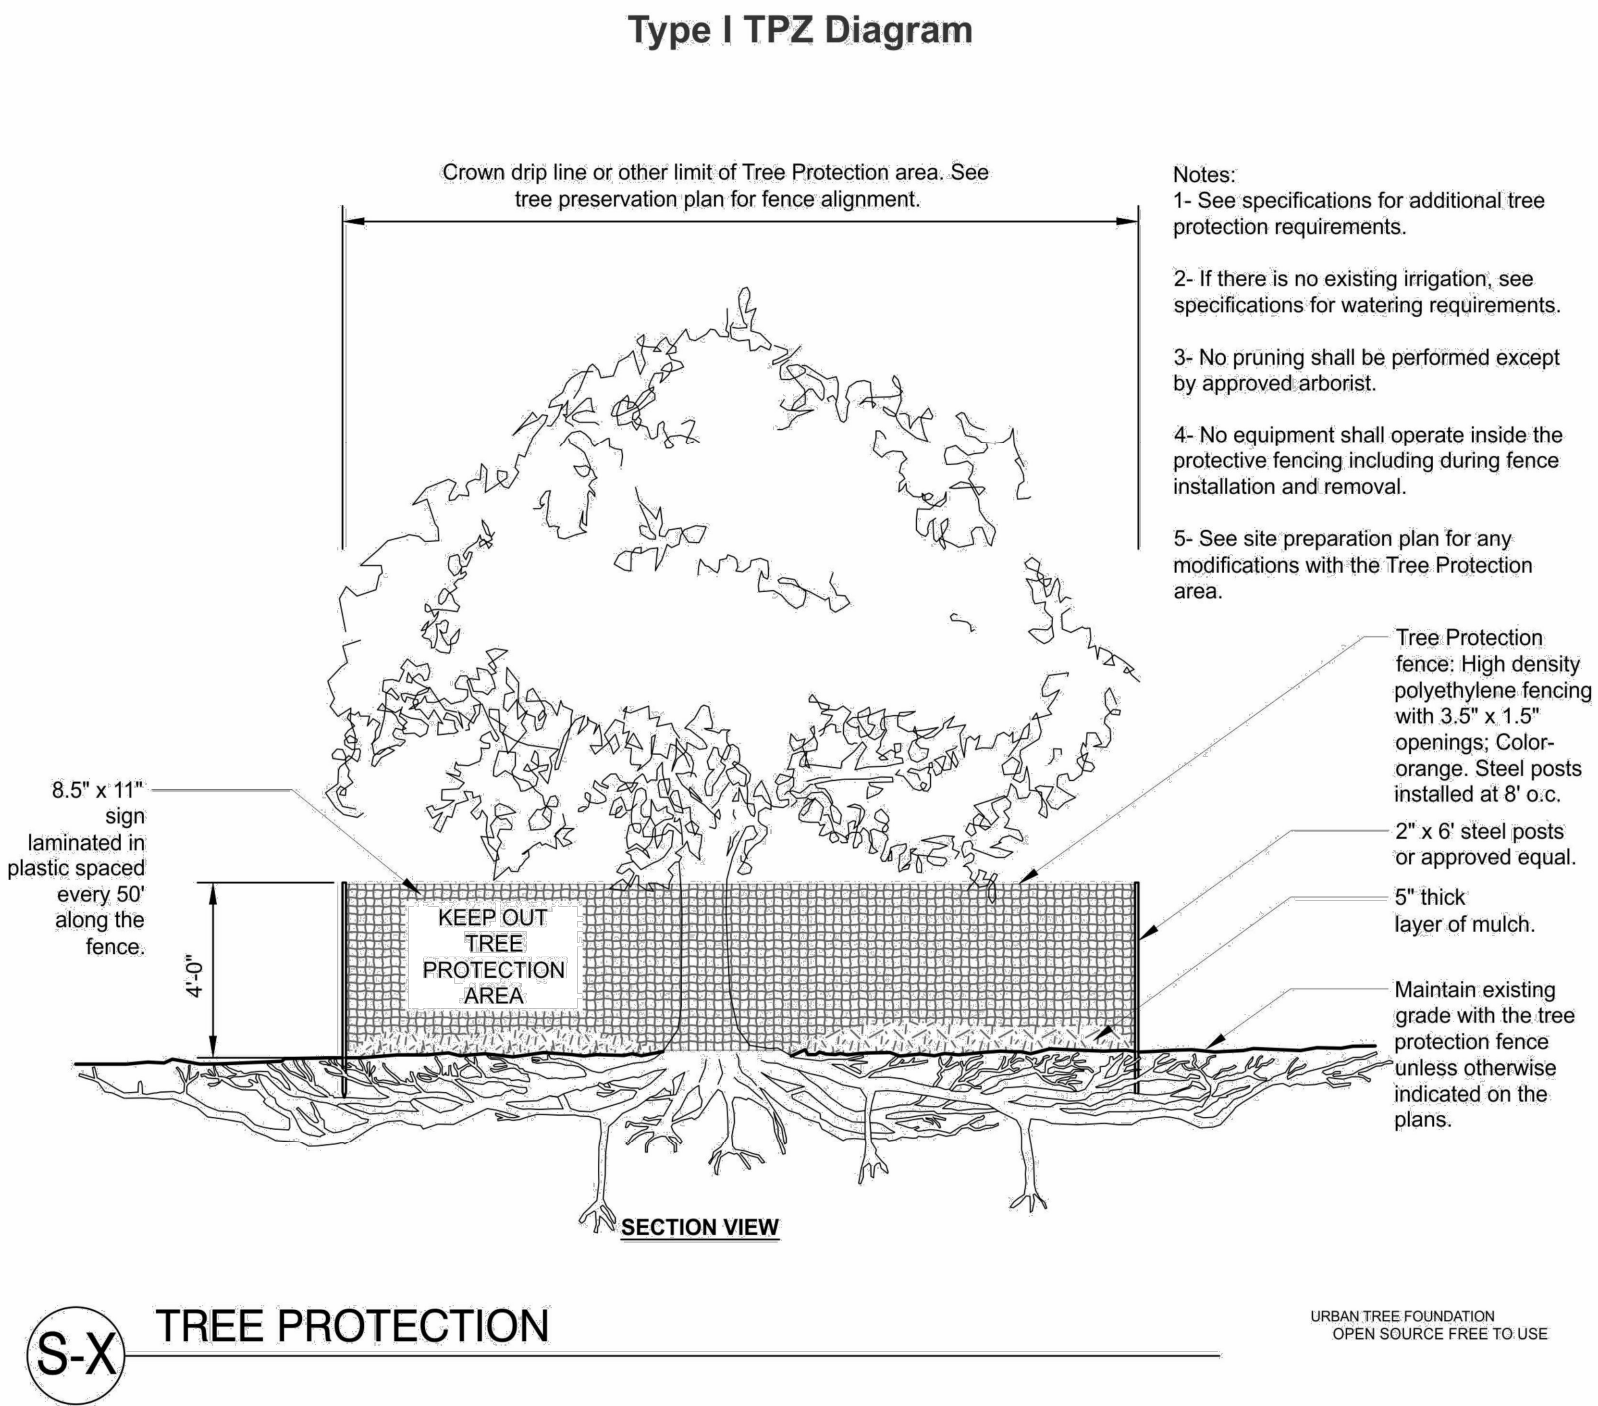 Type I TPZ Diagram
Crown drip line or other limit of Tree Protection area. See
tree preservation plan for fence alignment.
Notes:
1- See specifications for additional tree
protection requirements.
2- If there is no existing irrigation, see
specifications for watering requirements.
3- No pruning shall be performed except
by approved arborist.
4- No equipment shall operate inside the
protective fencing including during fence
installation and removal.
5- See site preparation plan for any
modifications with the Tree Protection
area.
Tree Protection
fence: High density
polyethylene fencing
with 3.5" x 1.5"
openings; Color-
orange. Steel posts
installed at 8' o.c.
2" x 6' steel posts
or approved equal.
5" thick
layer of mulch.
Maintain existing
grade with the tree
protection fence
unless otherwise
indicated on the
plans.
8.5" x 11"
sign
laminated in
plastic spaced
every 50'
along the
fence.
4'-0"
KEEP OUT
TREE
PROTECTION
AREA
SECTION VIEW
S-X
TREE PROTECTION
URBAN TREE FOUNDATION
OPEN SOURCE FREE TO USE